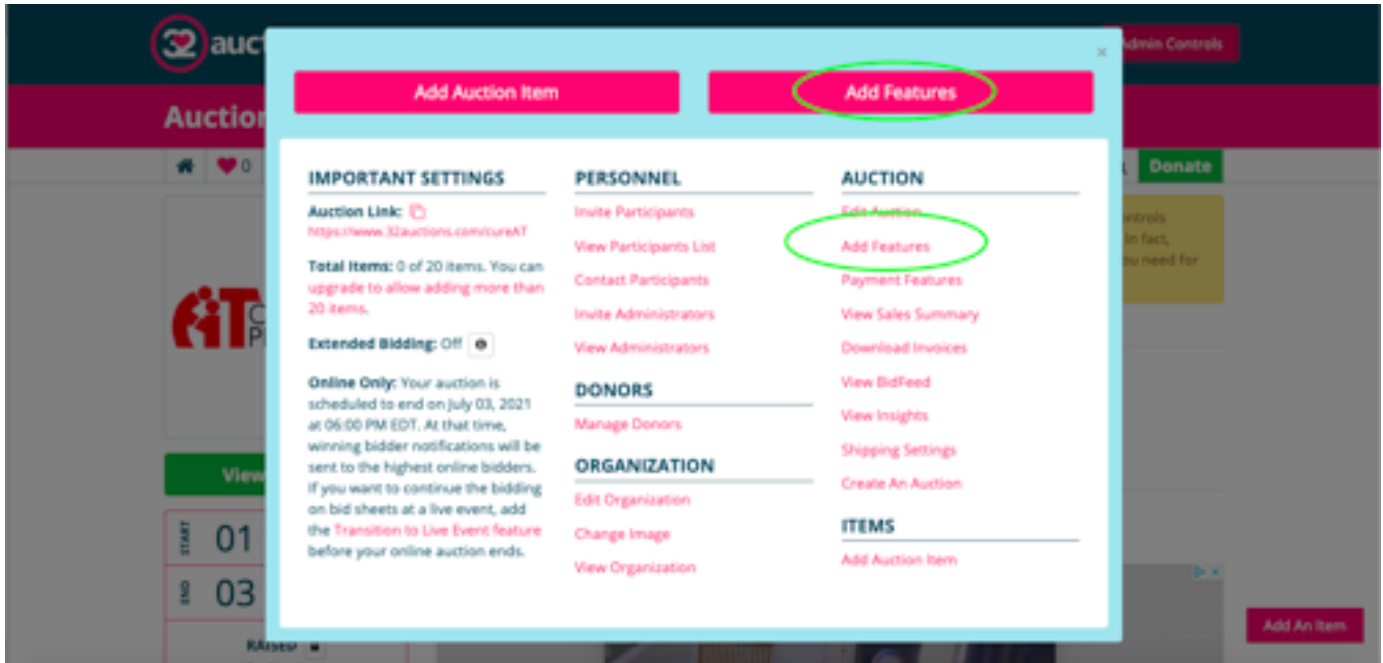 32 auct
Admin Controls
×
Add Auction Item
Add Features
Auction
0
Donate
IMPORTANT SETTINGS
Auction Link:
https://www.32auctions.com/cureAT
Total Items: 0 of 20 items. You can
upgrade to allow adding more than
20 items.
Extended Bidding: Off
Online Only: Your auction is
scheduled to end on July 03, 2021
at 06:00 PM EDT. At that time,
winning bidder notifications will be
sent to the highest online bidders.
If you want to continue the bidding
on bid sheets at a live event, add
the Transition to Live Event feature
before your online auction ends.
PERSONNEL
Invite Participants
View Participants List
Contact Participants
Invite Administrators
View Administrators
DONORS
Manage Donors
ORGANIZATION
Edit Organization
Change Image
View Organization
AUCTION
Edit Auction
Add Features
Payment Features
View Sales Summary
Download Invoices
View BidFeed
View Insights
Shipping Settings
Create An Auction
ITEMS
Add Auction Item
ontrols
In fact,
ou need for
AT C
P
View
START
01
END
03
RAISED
Add An Item